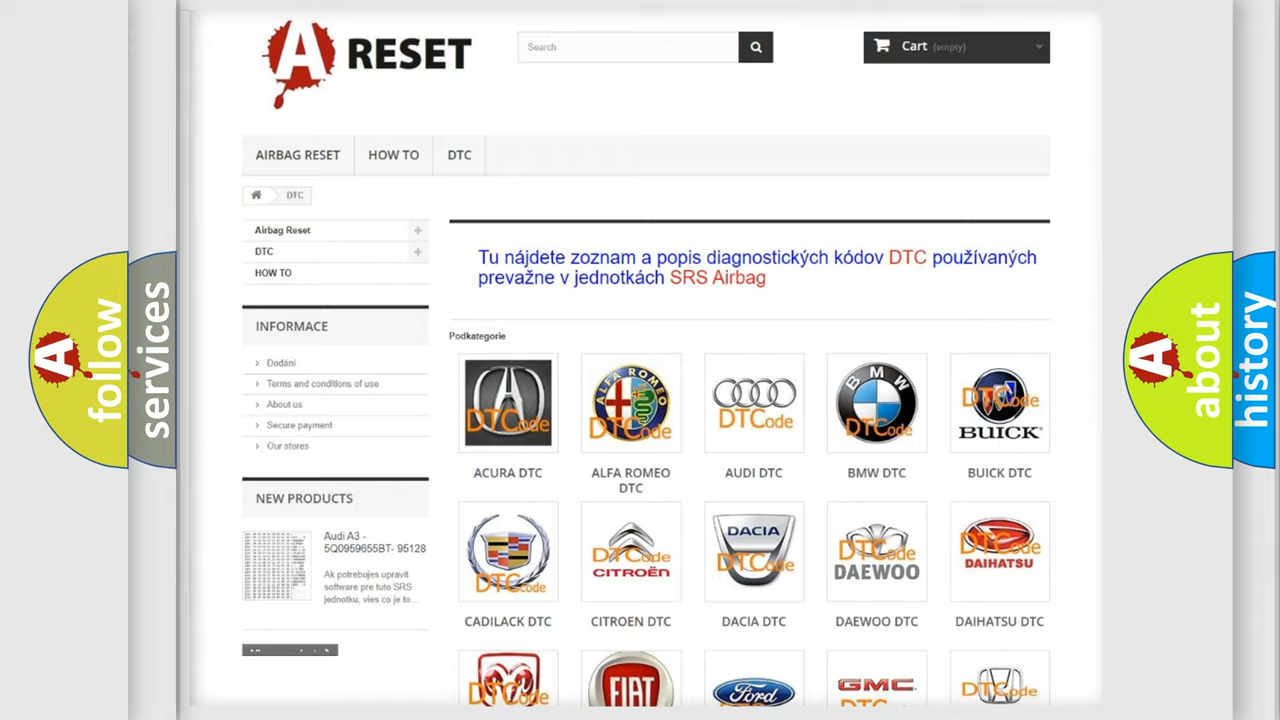 A RESET
Search
Cart (empty)
AIRBAG RESET
HOW TO
DTC
DTC
Airbag Reset
DTC
HOW TO
INFORMACE
Dodání
Terms and conditions of use
About us
Secure payment
Our stores
NEW PRODUCTS
Audi A3 -
5Q0959655BT- 95128
Ak potrebujes upravit
software pre tuto SRS
jednotku, vies co je to...
Tu nájdete zoznam a popis diagnostických kódov DTC používaných
prevažne v jednotkách SRS Airbag
Podkategorie
DTCode
ALFA ROMEO
DTCode
DTCode
BMW
DTCode
DTCode
BUICK
ACURA DTC
ALFA ROMEO
DTC
AUDI DTC
BMW DTC
BUICK DTC
DTCode
DTCode
CITROËN
DACIA
DTCode
DTCode
DAEWOO
DTCode
DAIHATSU
CADILACK DTC
CITROEN DTC
DACIA DTC
DAEWOO DTC
DAIHATSU DTC
DTCode
FIAT
Ford
GMC
DTCode
A follow
services
A about
history